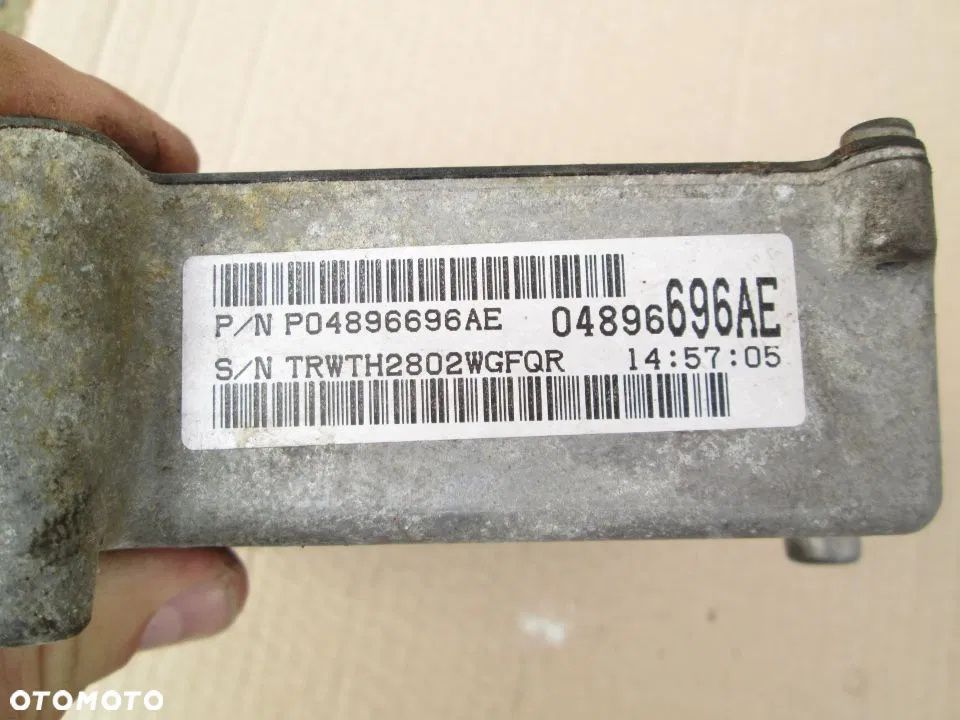 P/N P04896696AE 04896696AE
S/N TRWTH2802WGFQR 14:57:05
OTOMOTO